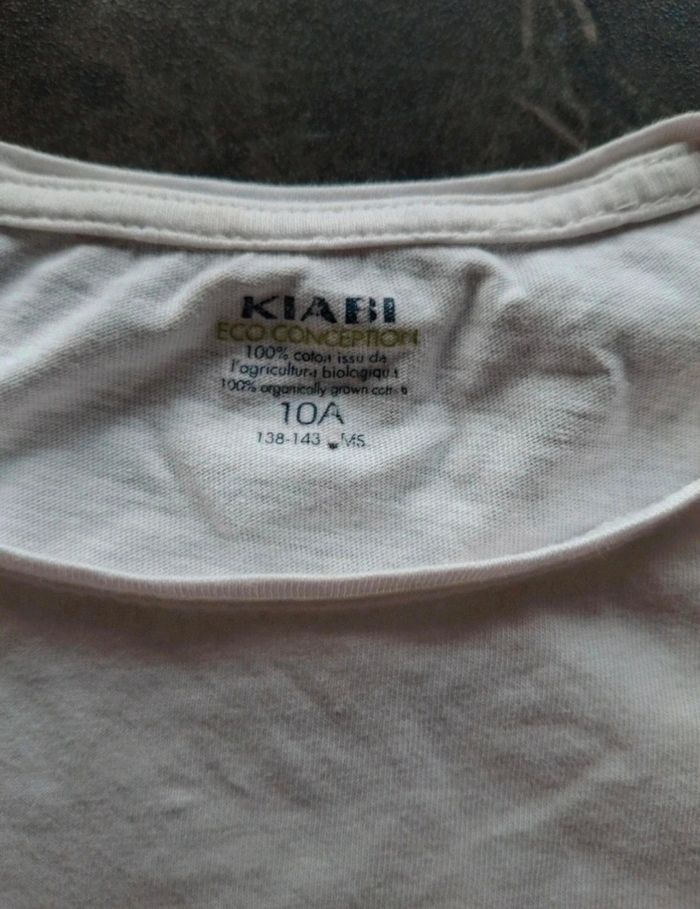 KIABI
ECO CONCEPTION
100% coton issu de
l'agriculture biologique
100% organically grown cotton
10A
138-143